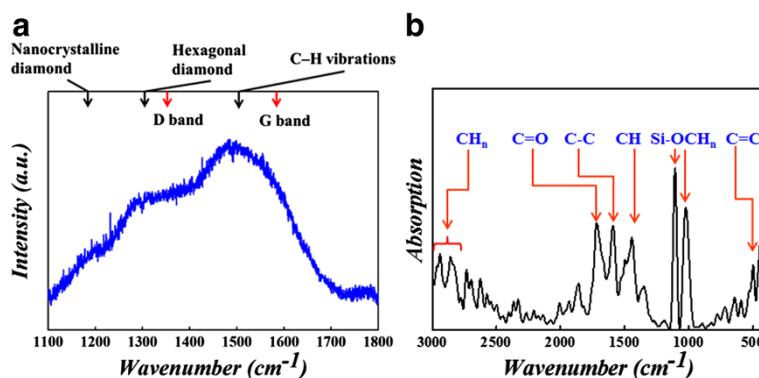 a
Nanocrystalline diamond
Hexagonal diamond
C–H vibrations
D band
G band
Intensity (a.u.)
1100 1200 1300 1400 1500 1600 1700 1800
Wavenumber (cm-1)
b
CHn C=O C-C CH Si-OCHn C=C
Absorption
3000 2500 2000 1500 1000 500
Wavenumber (cm-1)